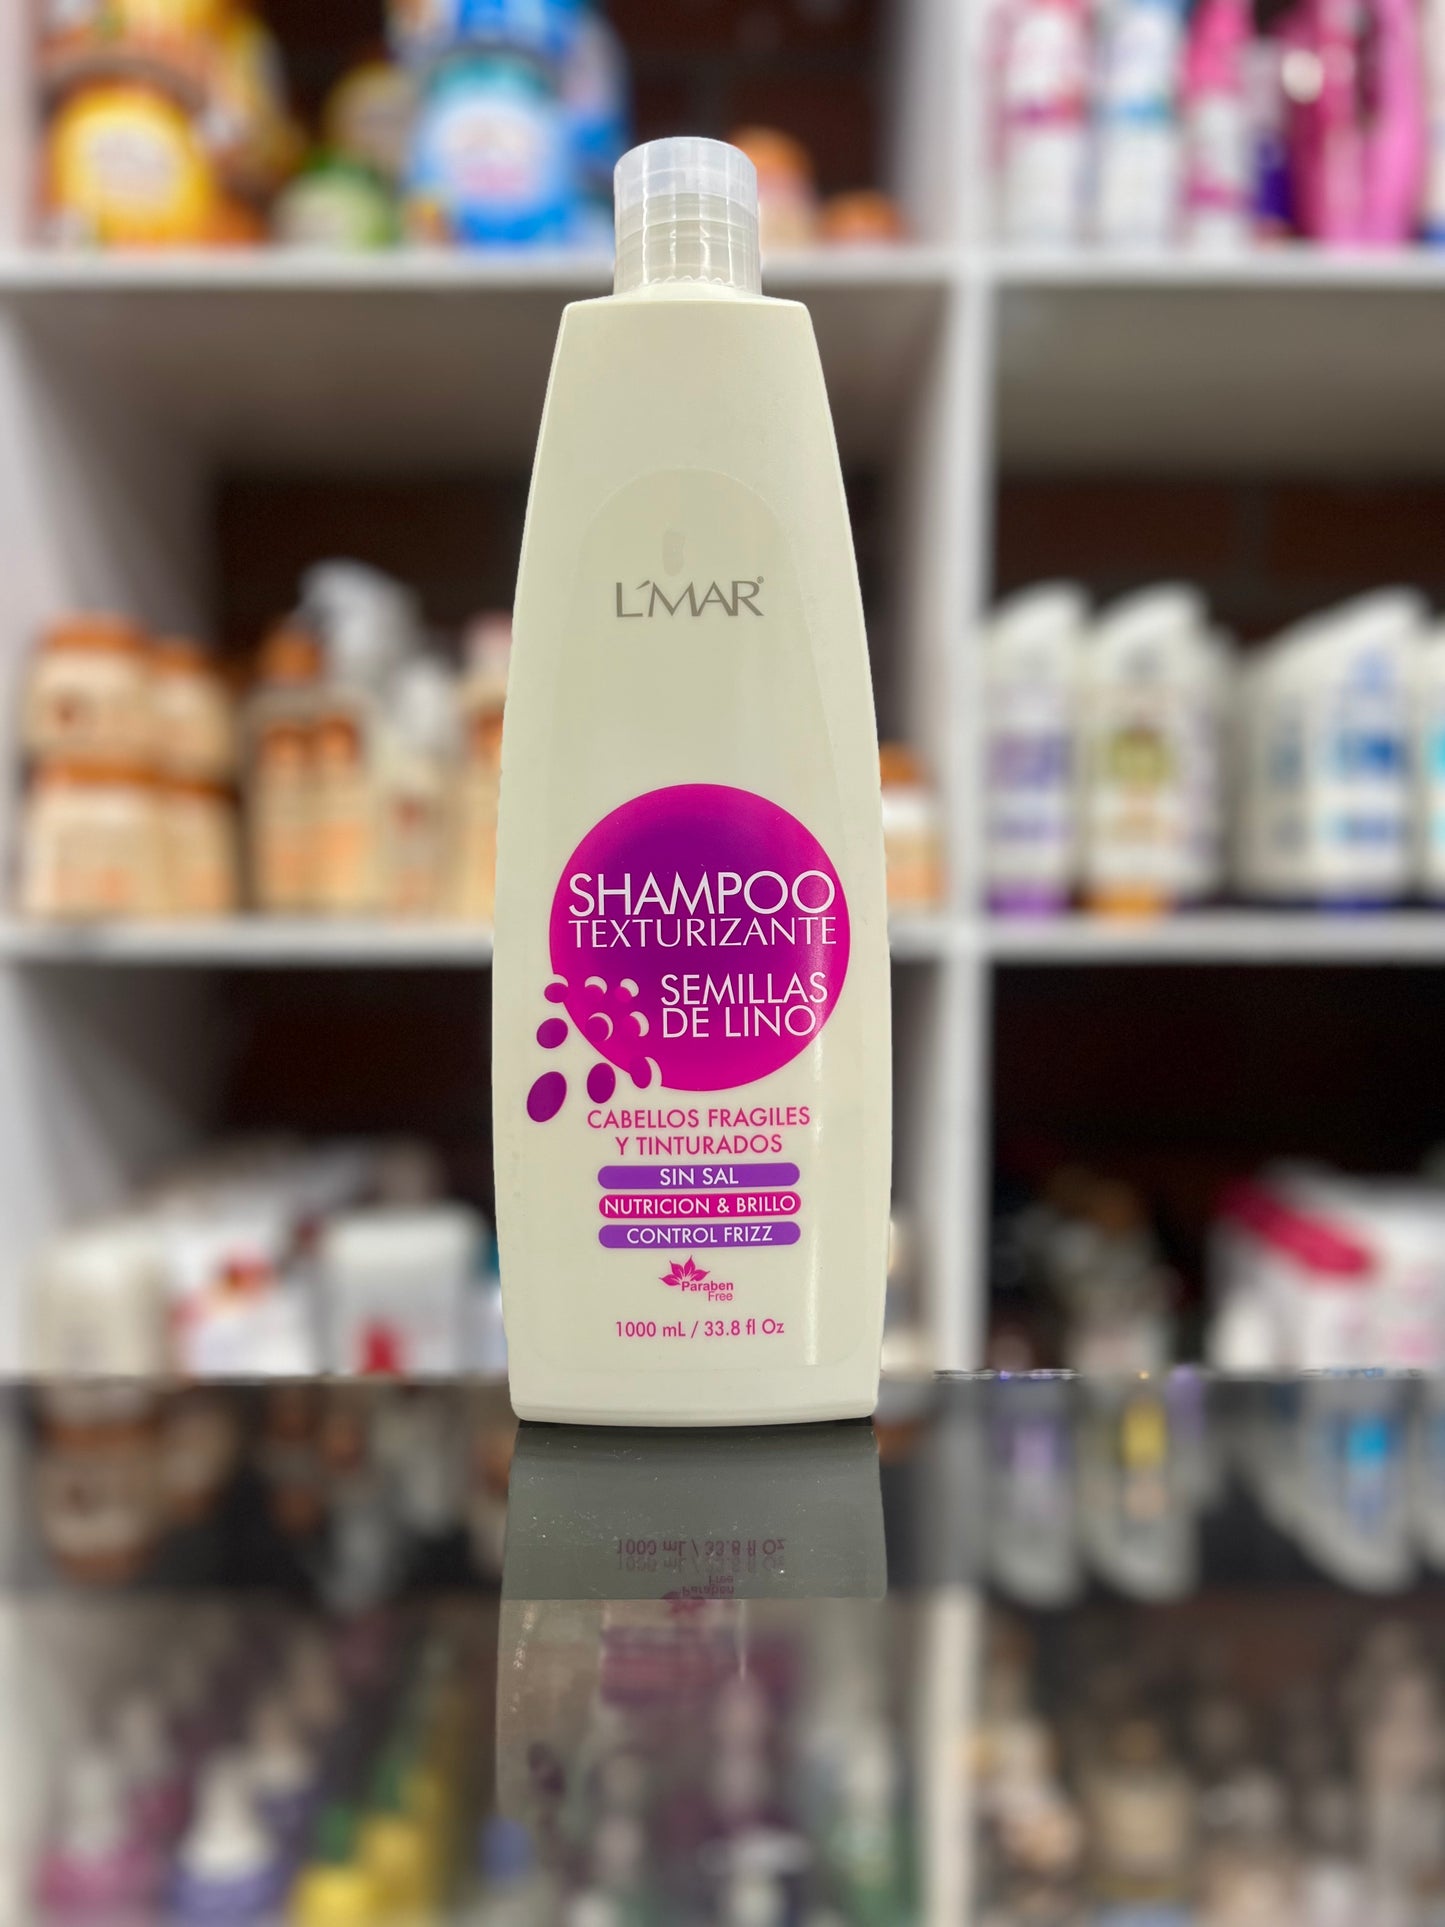 L´MAR®
SHAMPOO
TEXTURIZANTE
SEMILLAS
DE LINO
CABELLOS FRAGILES
Y TINTURADOS
SIN SAL
NUTRICION & BRILLO
CONTROL FRIZZ
Paraben
Free
1000 mL / 33.8 fl Oz